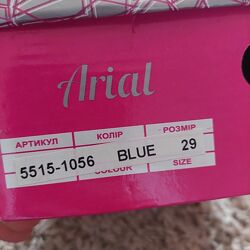 Arial
АРТИКУЛ КОЛІР РОЗМІР
5515-1056 BLUE 29
COLOUR SIZE